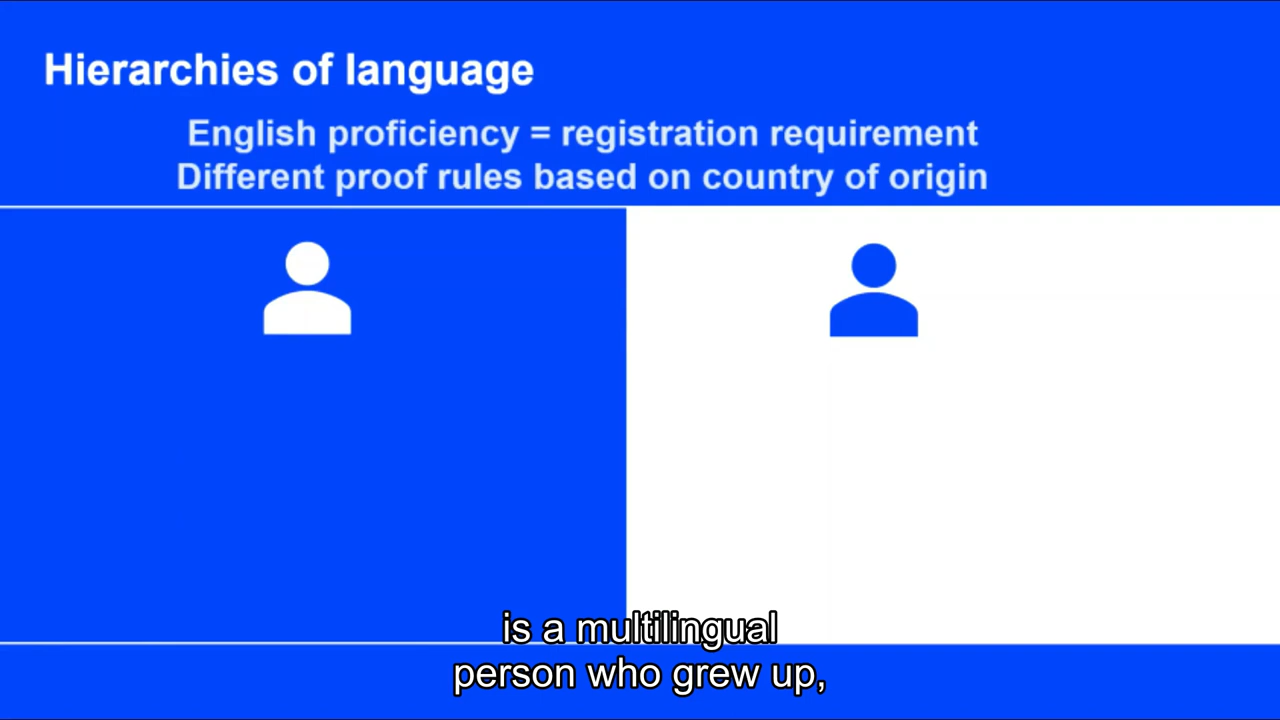 Hierarchies of language
English proficiency = registration requirement
Different proof rules based on country of origin
is a multilingual
person who grew up,